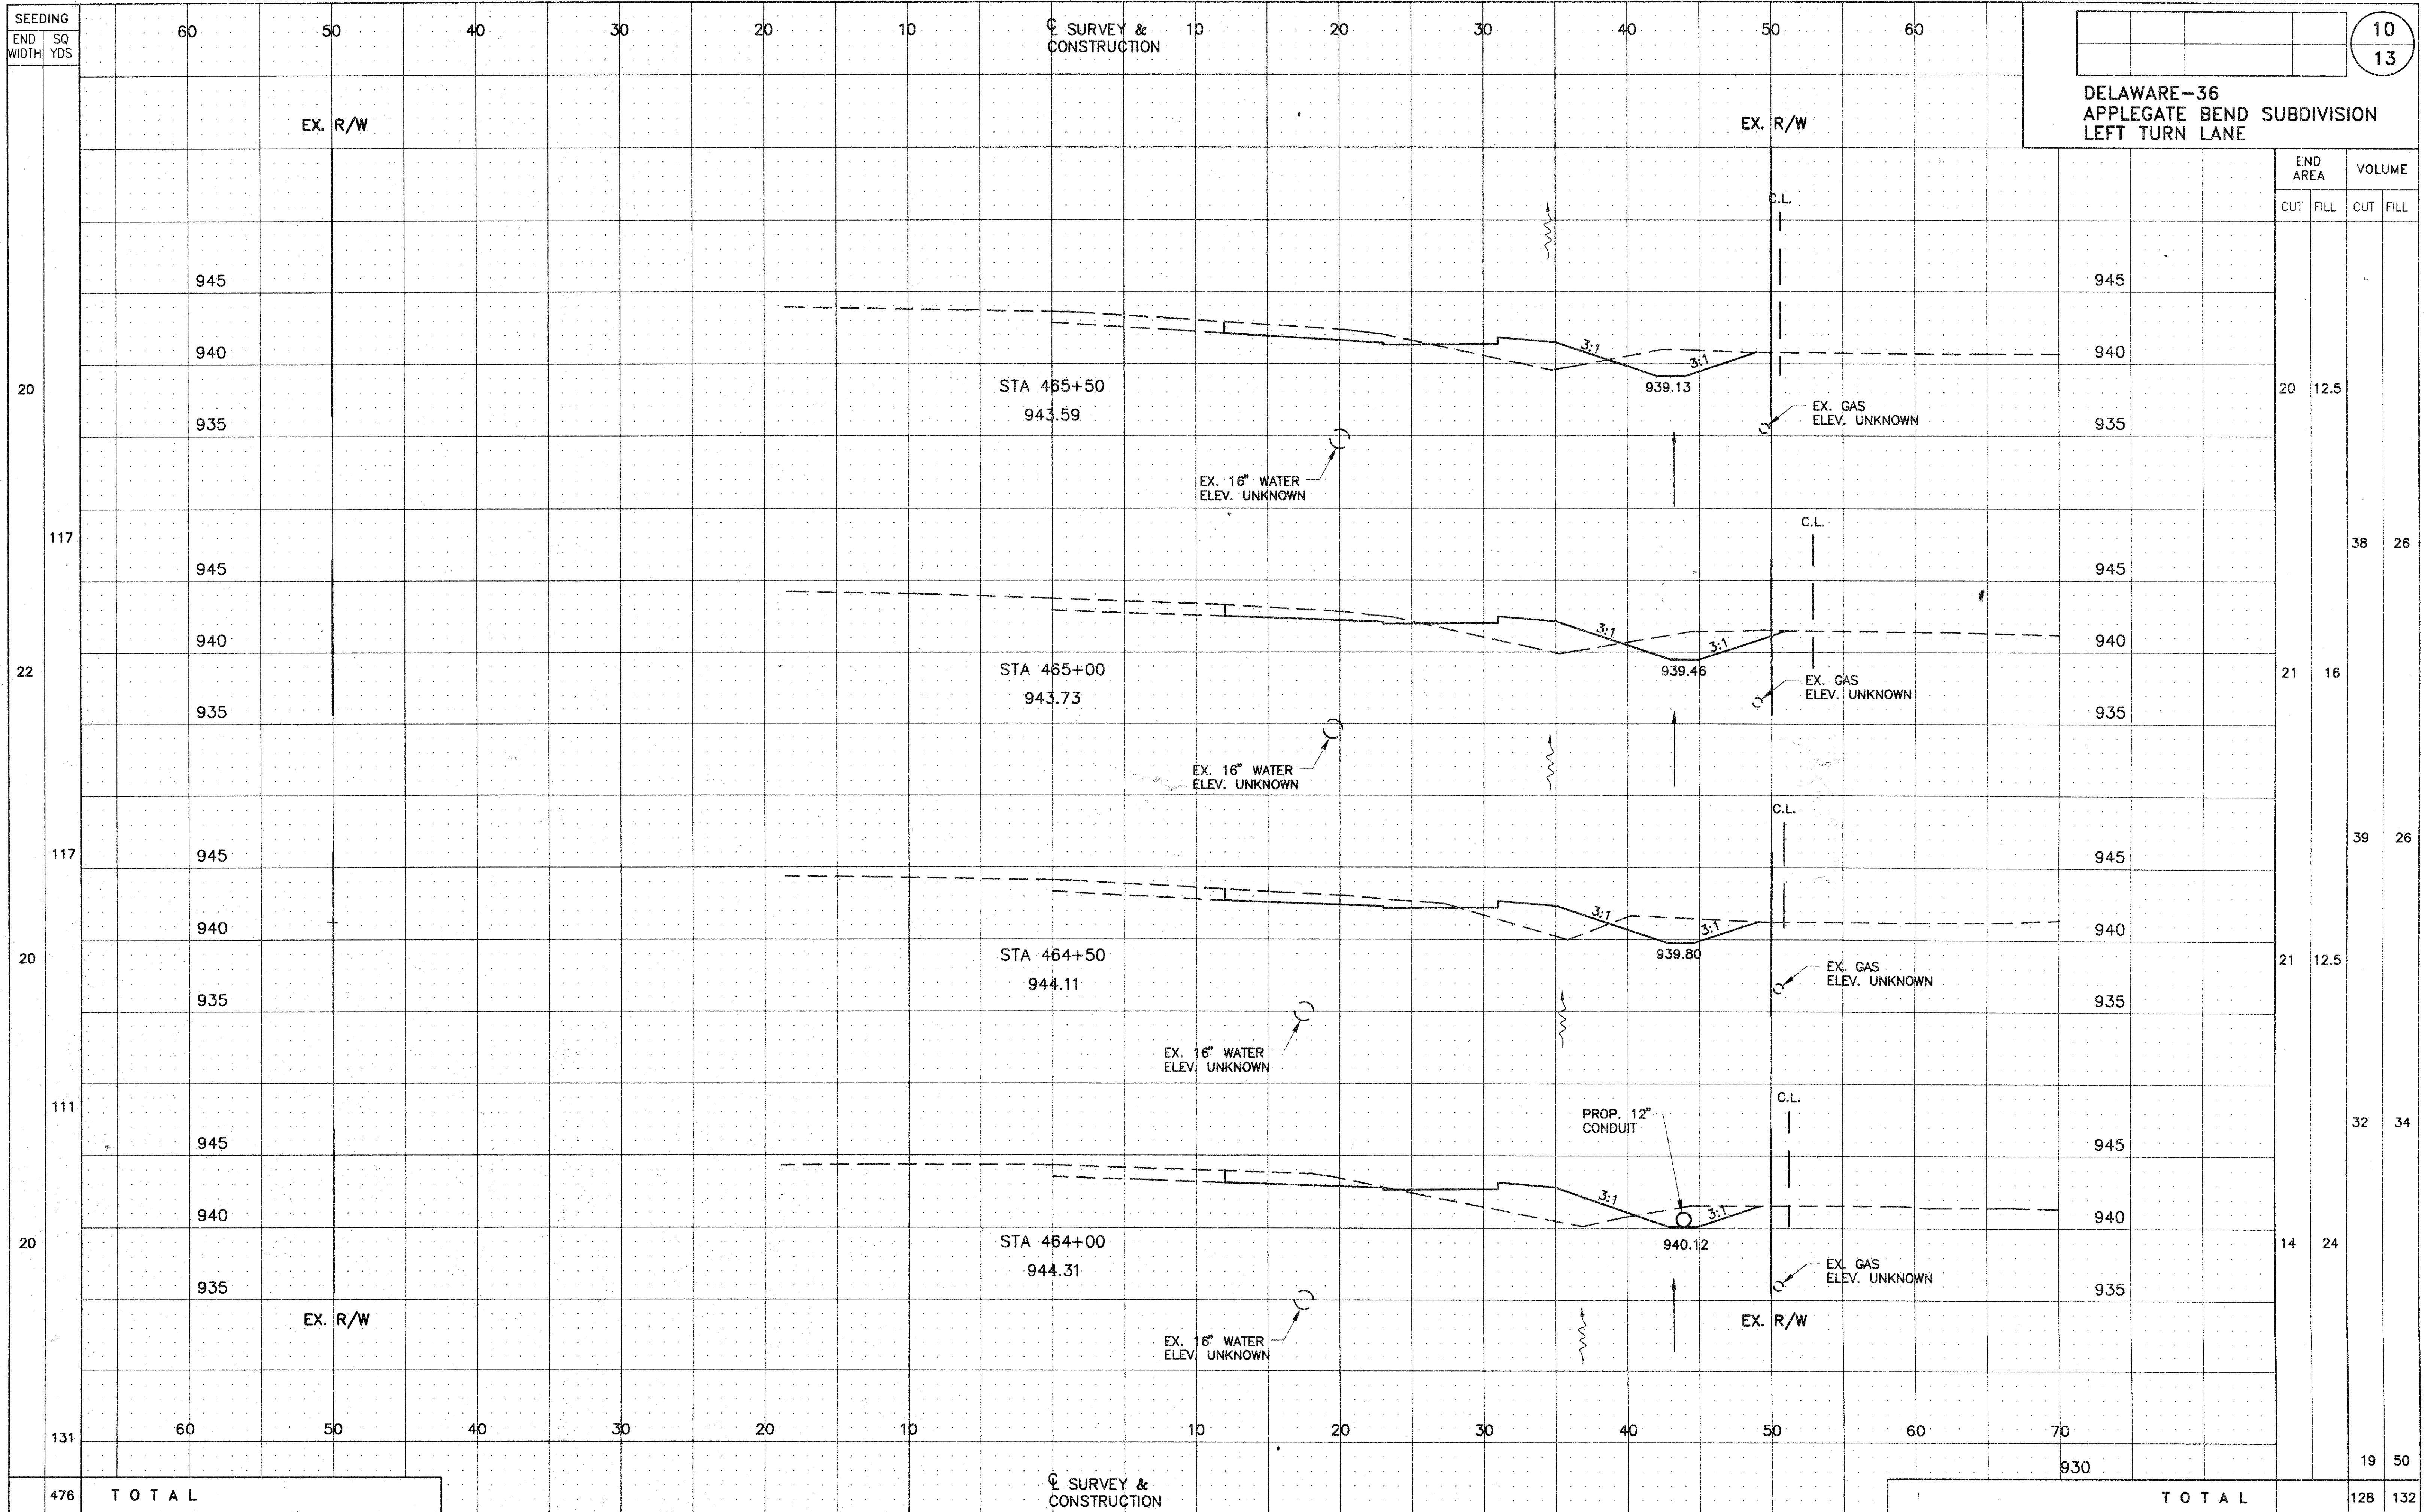 SEEDING
END WIDTH
SQ YDS
60 50 40 30 20 10 ℄ SURVEY & 10 20 30 40 50 60
CONSTRUCTION
10
13
DELAWARE-36
APPLEGATE BEND SUBDIVISION
LEFT TURN LANE
END AREA
VOLUME
CUT FILL CUT FILL
EX. R/W
EX. R/W
C.L.
945 945
940 3:1 3:1 940
939.13
20 STA 465+50 20 12.5
943.59
EX. GAS
ELEV. UNKNOWN
935 935
EX. 16" WATER
ELEV. UNKNOWN
C.L.
117 38 26
945 945
940 3:1 3:1 940
939.46
22 STA 465+00 21 16
943.73
EX. GAS
ELEV. UNKNOWN
935 935
EX. 16" WATER
ELEV. UNKNOWN
C.L.
117 39 26
945 945
940 3:1 3:1 940
939.80
20 STA 464+50 21 12.5
944.11
EX. GAS
ELEV. UNKNOWN
935 935
EX. 16" WATER
ELEV. UNKNOWN
C.L.
111 32 34
PROP. 12"
CONDUIT
945 945
940 3:1 3:1 940
940.12
20 STA 464+00 14 24
944.31
EX. GAS
ELEV. UNKNOWN
935 935
EX. R/W
EX. R/W
EX. 16" WATER
ELEV. UNKNOWN
60 50 40 30 20 10 10 20 30 40 50 60 70
131
930
19 50
℄ SURVEY &
CONSTRUCTION
476 TOTAL
TOTAL 128 132